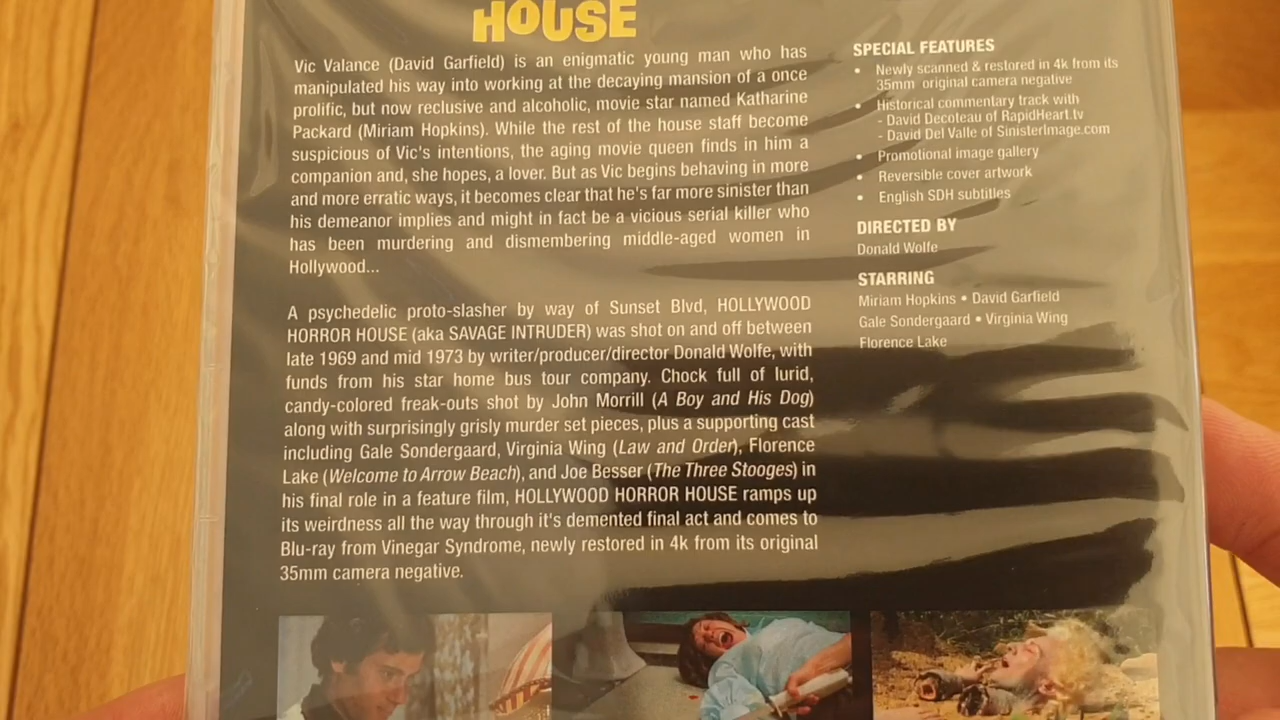 HOUSE
Vic Valance (David Garfield) is an enigmatic young man who has
manipulated his way into working at the decaying mansion of a once
prolific, but now reclusive and alcoholic, movie star named Katharine
Packard (Miriam Hopkins). While the rest of the house staff become
suspicious of Vic's intentions, the aging movie queen finds in him a
companion and, she hopes, a lover. But as Vic begins behaving in more
and more erratic ways, it becomes clear that he's far more sinister than
his demeanor implies and might in fact be a vicious serial killer who
has been murdering and dismembering middle-aged women in
Hollywood...
A psychedelic proto-slasher by way of Sunset Blvd, HOLLYWOOD
HORROR HOUSE (aka SAVAGE INTRUDER) was shot on and off between
late 1969 and mid 1973 by writer/producer/director Donald Wolfe, with
funds from his star home bus tour company. Chock full of lurid,
candy-colored freak-outs shot by John Morrill (A Boy and His Dog)
along with surprisingly grisly murder set pieces, plus a supporting cast
including Gale Sondergaard, Virginia Wing (Law and Order), Florence
Lake (Welcome to Arrow Beach), and Joe Besser (The Three Stooges) in
his final role in a feature film, HOLLYWOOD HORROR HOUSE ramps up
its weirdness all the way through it's demented final act and comes to
Blu-ray from Vinegar Syndrome, newly restored in 4k from its original
35mm camera negative.
SPECIAL FEATURES
• Newly scanned & restored in 4k from its
35mm original camera negative
• Historical commentary track with
- David Decoteau of RapidHeart.tv
- David Del Valle of SinisterImage.com
• Promotional image gallery
• Reversible cover artwork
• English SDH subtitles
DIRECTED BY
Donald Wolfe
STARRING
Miriam Hopkins • David Garfield
Gale Sondergaard • Virginia Wing
Florence Lake